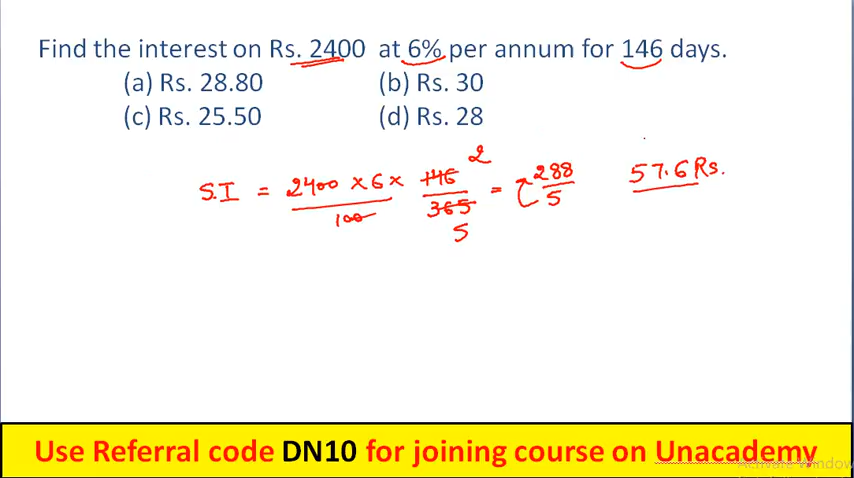 Find the interest on Rs. 2400 at 6% per annum for 146 days.
(a) Rs. 28.80 (b) Rs. 30
(c) Rs. 25.50 (d) Rs. 28
S.I = 2400 × 6 / 100 × 146 2 / 365 5 = 288 / 5 57.6 Rs.
Use Referral code DN10 for joining course on Unacademy
Activate Windows